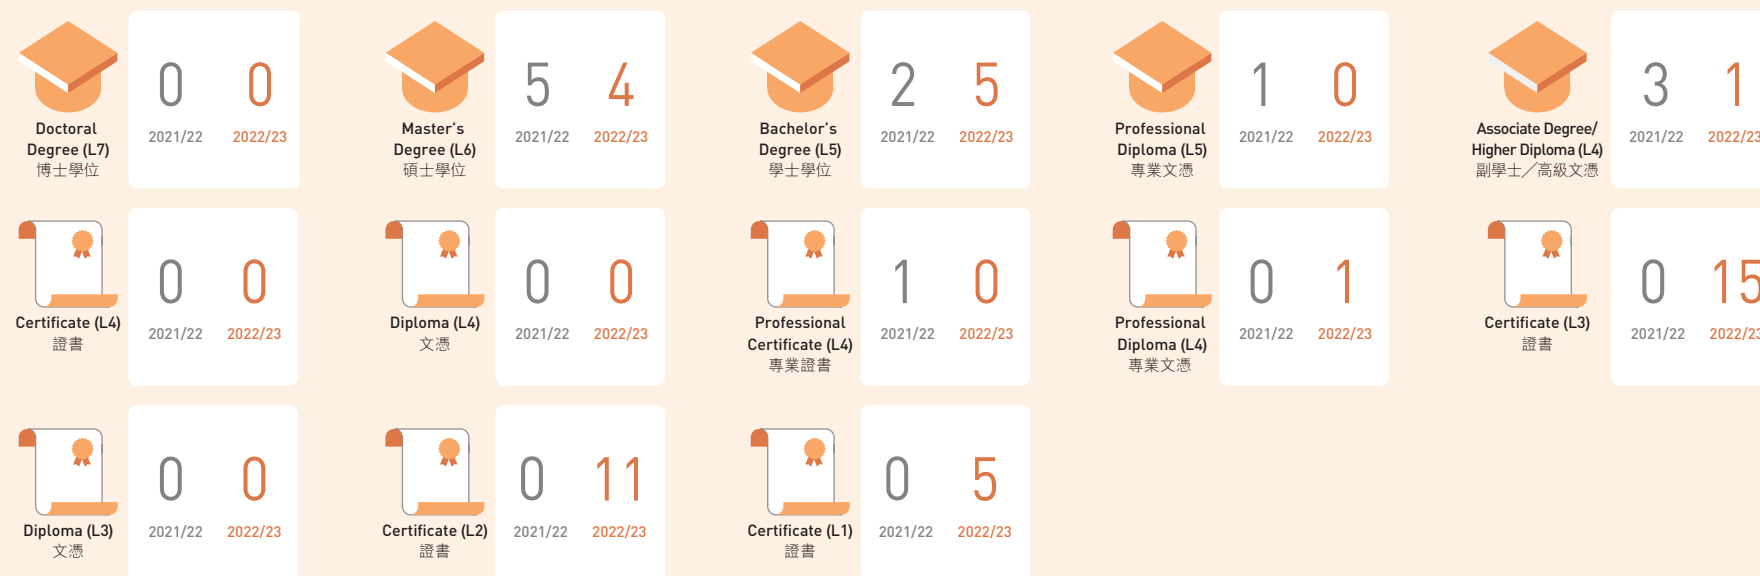 0 0
2021/22 2022/23
Doctoral
Degree (L7)
博士學位
5 4
2021/22 2022/23
Master's
Degree (L6)
碩士學位
2 5
2021/22 2022/23
Bachelor's
Degree (L5)
學士學位
1 0
2021/22 2022/23
Professional
Diploma (L5)
專業文憑
3 1
2021/22 2022/23
Associate Degree/
Higher Diploma (L4)
副學士／高級文憑
0 0
2021/22 2022/23
Certificate (L4)
證書
0 0
2021/22 2022/23
Diploma (L4)
文憑
1 0
2021/22 2022/23
Professional
Certificate (L4)
專業證書
0 1
2021/22 2022/23
Professional
Diploma (L4)
專業文憑
0 15
2021/22 2022/23
Certificate (L3)
證書
0 0
2021/22 2022/23
Diploma (L3)
文憑
0 11
2021/22 2022/23
Certificate (L2)
證書
0 5
2021/22 2022/23
Certificate (L1)
證書